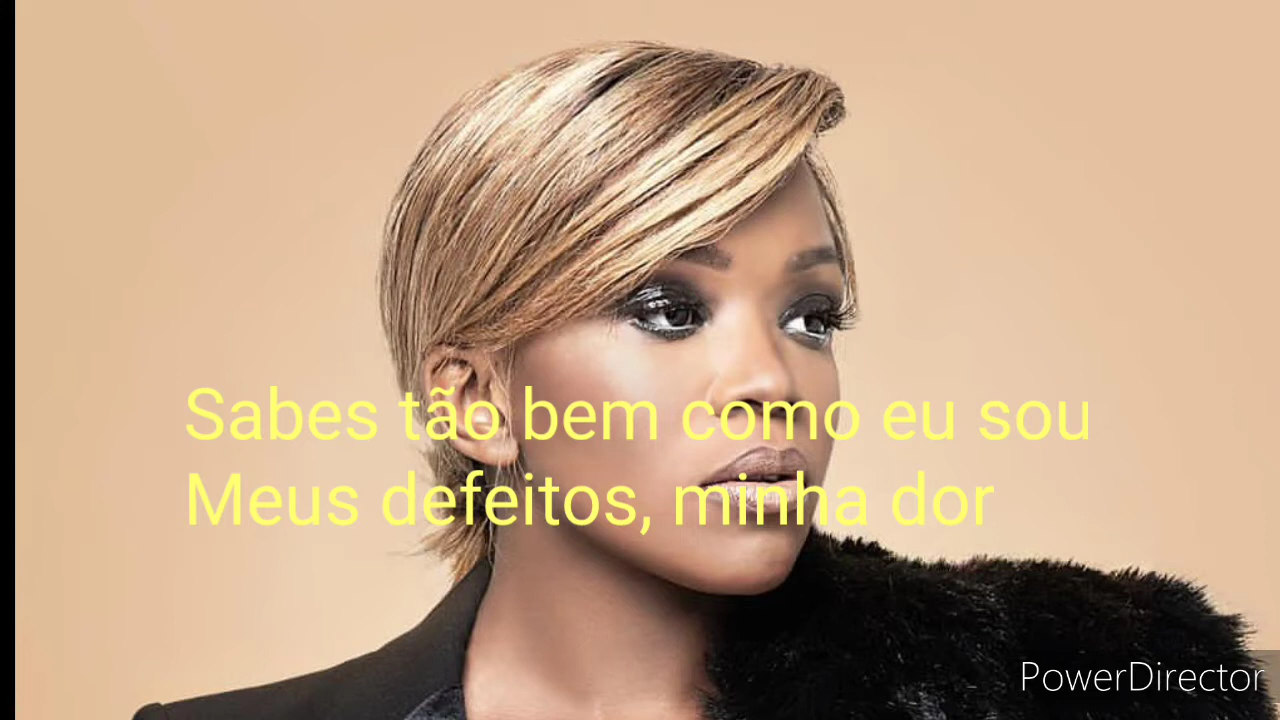 Sabes tão bem como eu sou
Meus defeitos, minha dor
PowerDirector